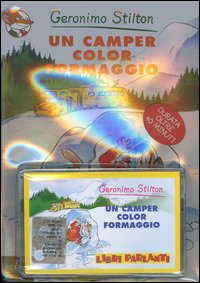 Geronimo Stilton
UN CAMPER
COLOR
FORMAGGIO
DURATA
OLTRE
40 MINUTI
Geronimo Stilton
UN CAMPER
COLOR
FORMAGGIO
LIBRI PARLANTI